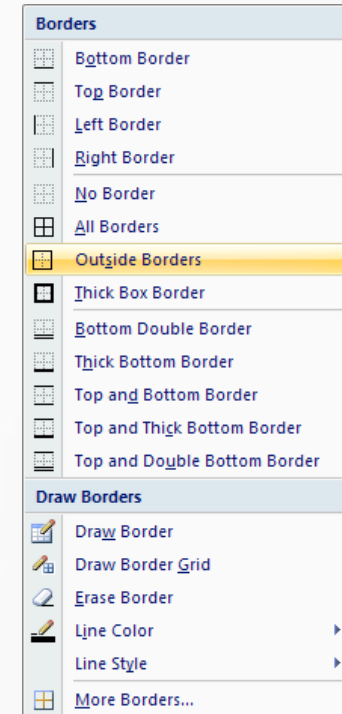 Borders
Bottom Border
Top Border
Left Border
Right Border
No Border
All Borders
Outside Borders
Thick Box Border
Bottom Double Border
Thick Bottom Border
Top and Bottom Border
Top and Thick Bottom Border
Top and Double Bottom Border
Draw Borders
Draw Border
Draw Border Grid
Erase Border
Line Color
Line Style
More Borders...